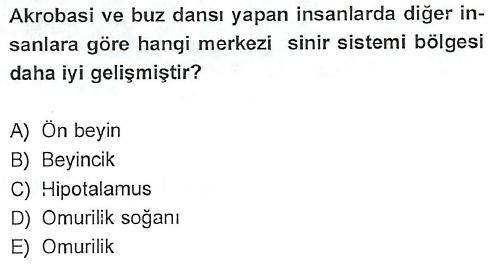 Akrobasi ve buz dansı yapan insanlarda diğer in-
sanlara göre hangi merkezi sinir sistemi bölgesi
daha iyi gelişmiştir?
A) Ön beyin
B) Beyincik
C) Hipotalamus
D) Omurilik soğanı
E) Omurilik